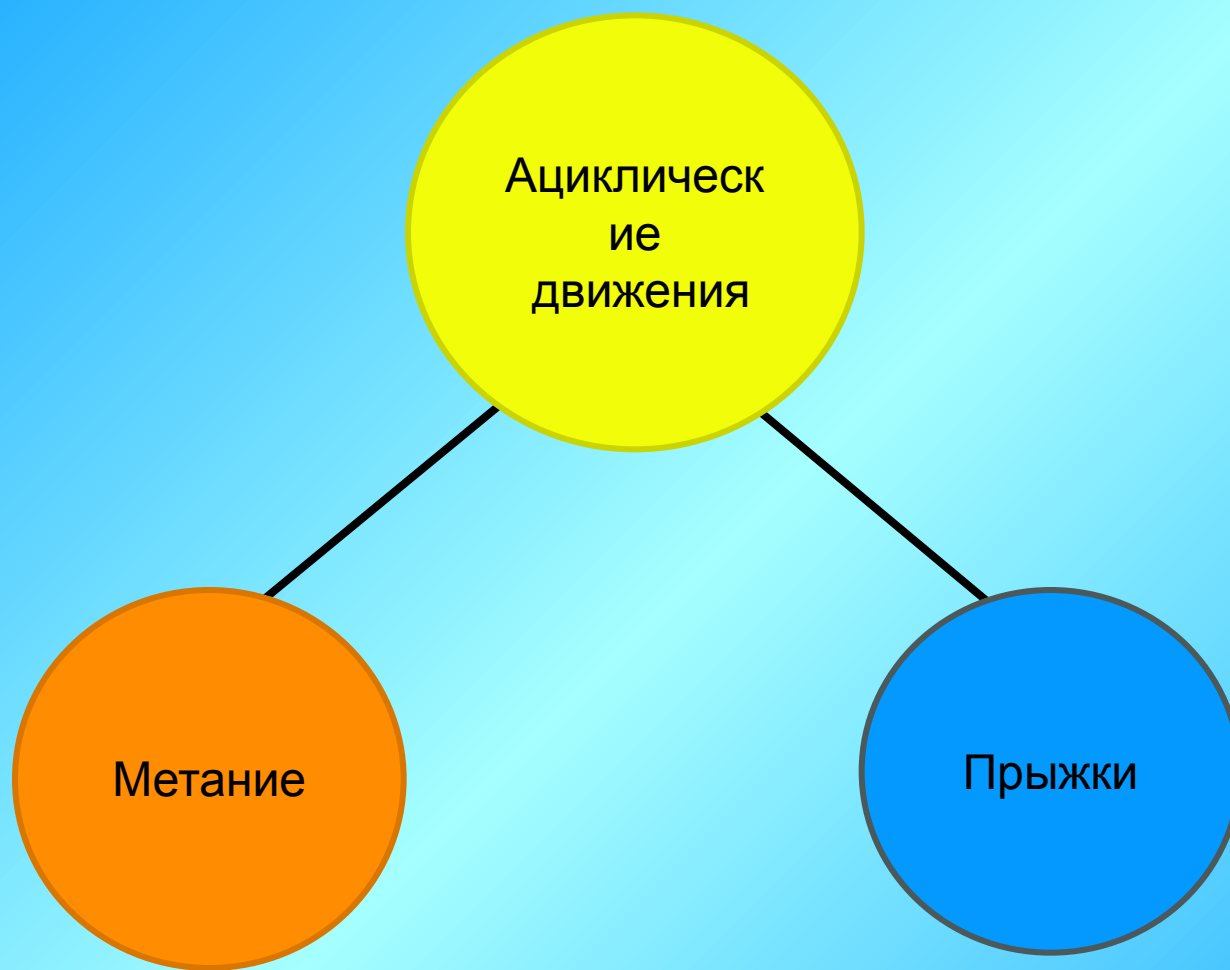 Ациклическ
ие
движения
Метание
Прыжки